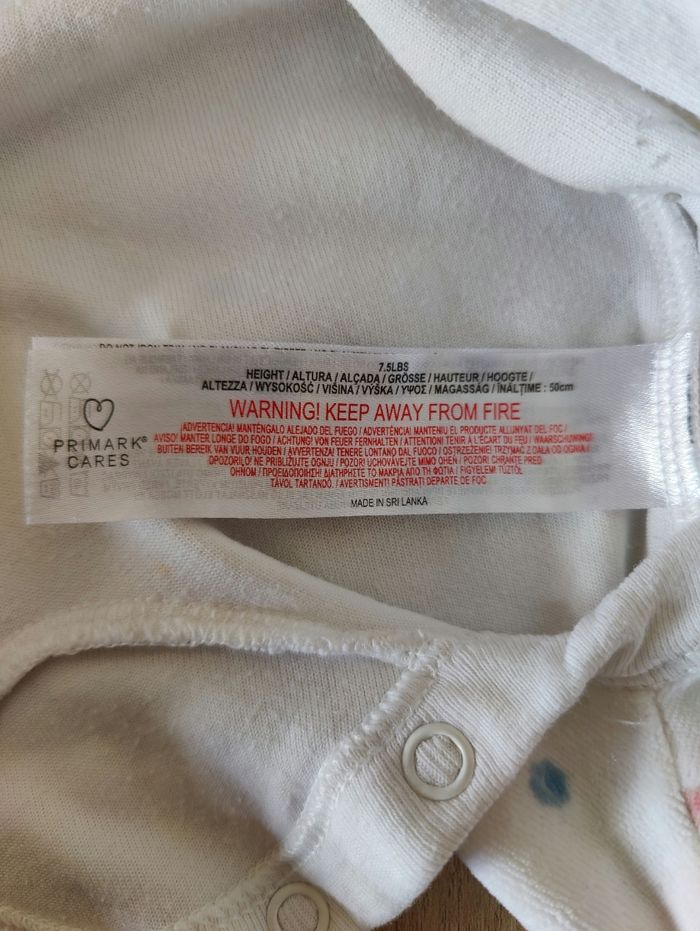 7.5LBS
HEIGHT / ALTURA / ALÇADA / GRÖSSE / HAUTEUR / HOOGTE /
ALTEZZA / WYSOKOŚĆ / VIŠINA / VÝŠKA / ΥΨΟΣ / MAGASSÁG / ÎNĂLȚIME : 50cm
WARNING! KEEP AWAY FROM FIRE
¡ADVERTENCIA! MANTÉNGALO ALEJADO DEL FUEGO / ADVERTÈNCIA! MANTENIU EL PRODUCTE ALLUNYAT DEL FOC /
AVISO! MANTER LONGE DO FOGO / ACHTUNG! VON FEUER FERNHALTEN / ATTENTION! TENIR À L'ÉCART DU FEU / WAARSCHUWING!
BUITEN BEREIK VAN VUUR HOUDEN / AVVERTENZA! TENERE LONTANO DAL FUOCO / OSTRZEŻENIE! TRZYMAĆ Z DALA OD OGNIA /
OPOZORILO! NE PRIBLIŽUJTE OGNJU / POZOR! UCHOVÁVEJTE MIMO OHEŇ / POZOR! CHRÁŇTE PRED
OHŇOM / ΠΡΟΕΙΔΟΠΟΙΗΣΗ! ΔΙΑΤΗΡΗΣΤΕ ΤΟ ΜΑΚΡΙΑ ΑΠΟ ΤΗ ΦΩΤΙΑ / FIGYELEM! TŰZTŐL
TÁVOL TARTANDÓ. / AVERTISMENT! PĂSTRAȚI DEPARTE DE FOC
MADE IN SRI LANKA
PRIMARK®
CARES